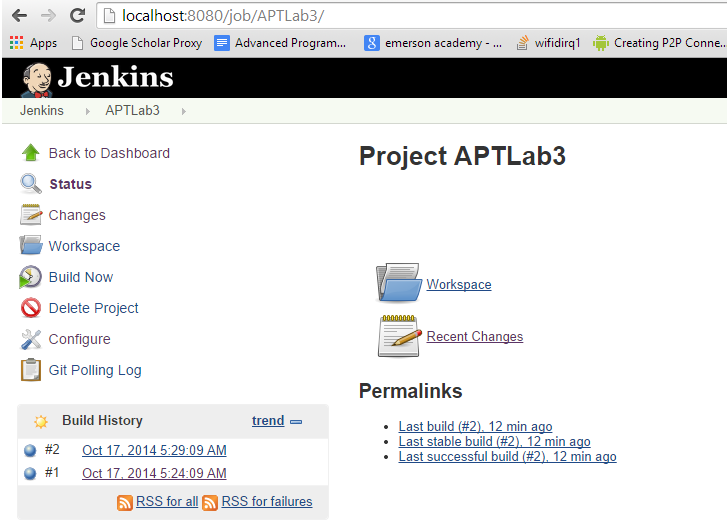 localhost:8080/job/APTLab3/
Apps Google Scholar Proxy Advanced Program... emerson academy - ... wifidirq1 Creating P2P Conne...
Jenkins
Jenkins APTLab3
Back to Dashboard
Status
Changes
Workspace
Build Now
Delete Project
Configure
Git Polling Log
Build History trend
#2 Oct 17, 2014 5:29:09 AM
#1 Oct 17, 2014 5:24:09 AM
RSS for all RSS for failures
Project APTLab3
Workspace
Recent Changes
Permalinks
Last build (#2), 12 min ago
Last stable build (#2), 12 min ago
Last successful build (#2), 12 min ago